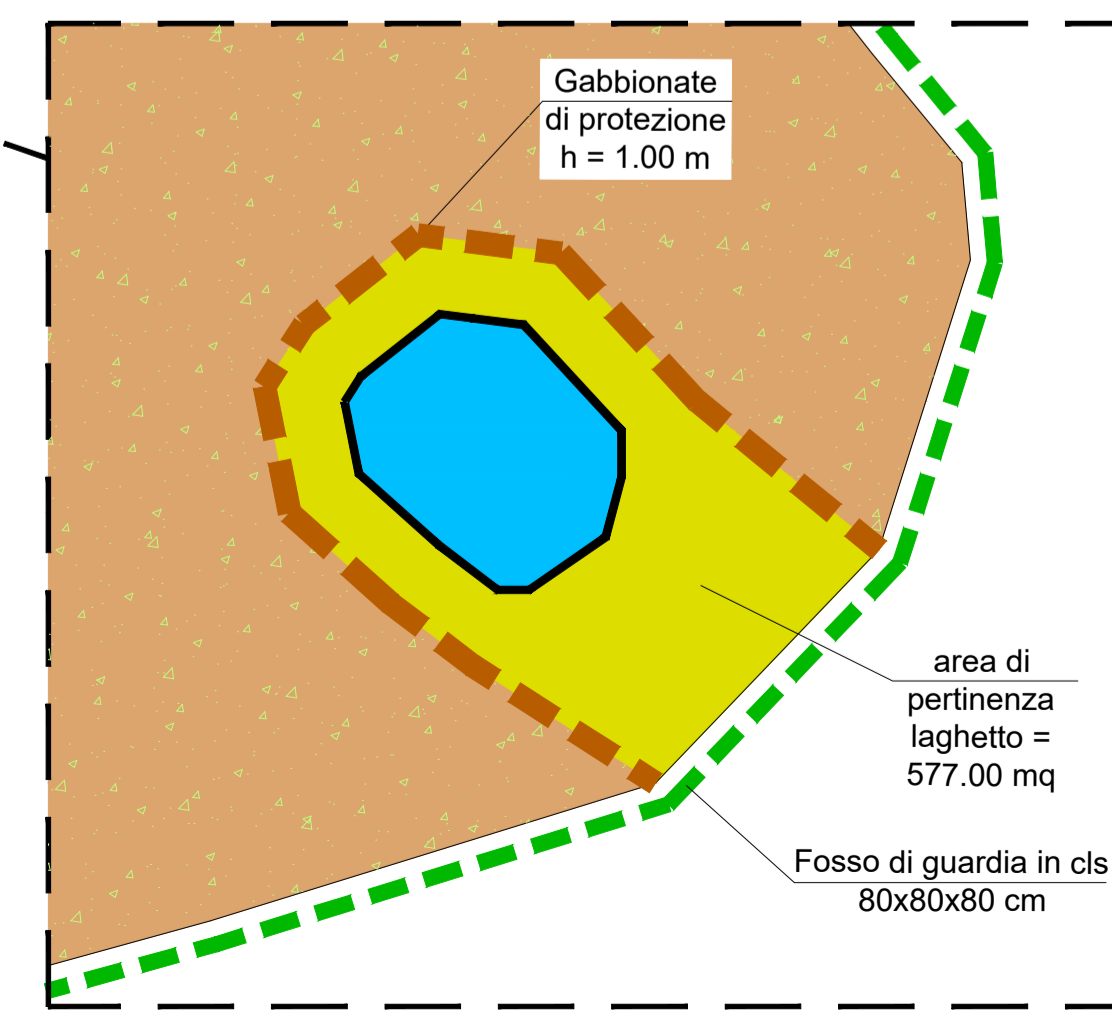 Gabbionate
di protezione
h = 1.00 m
area di
pertinenza
laghetto =
577.00 mq
Fosso di guardia in cls
80x80x80 cm